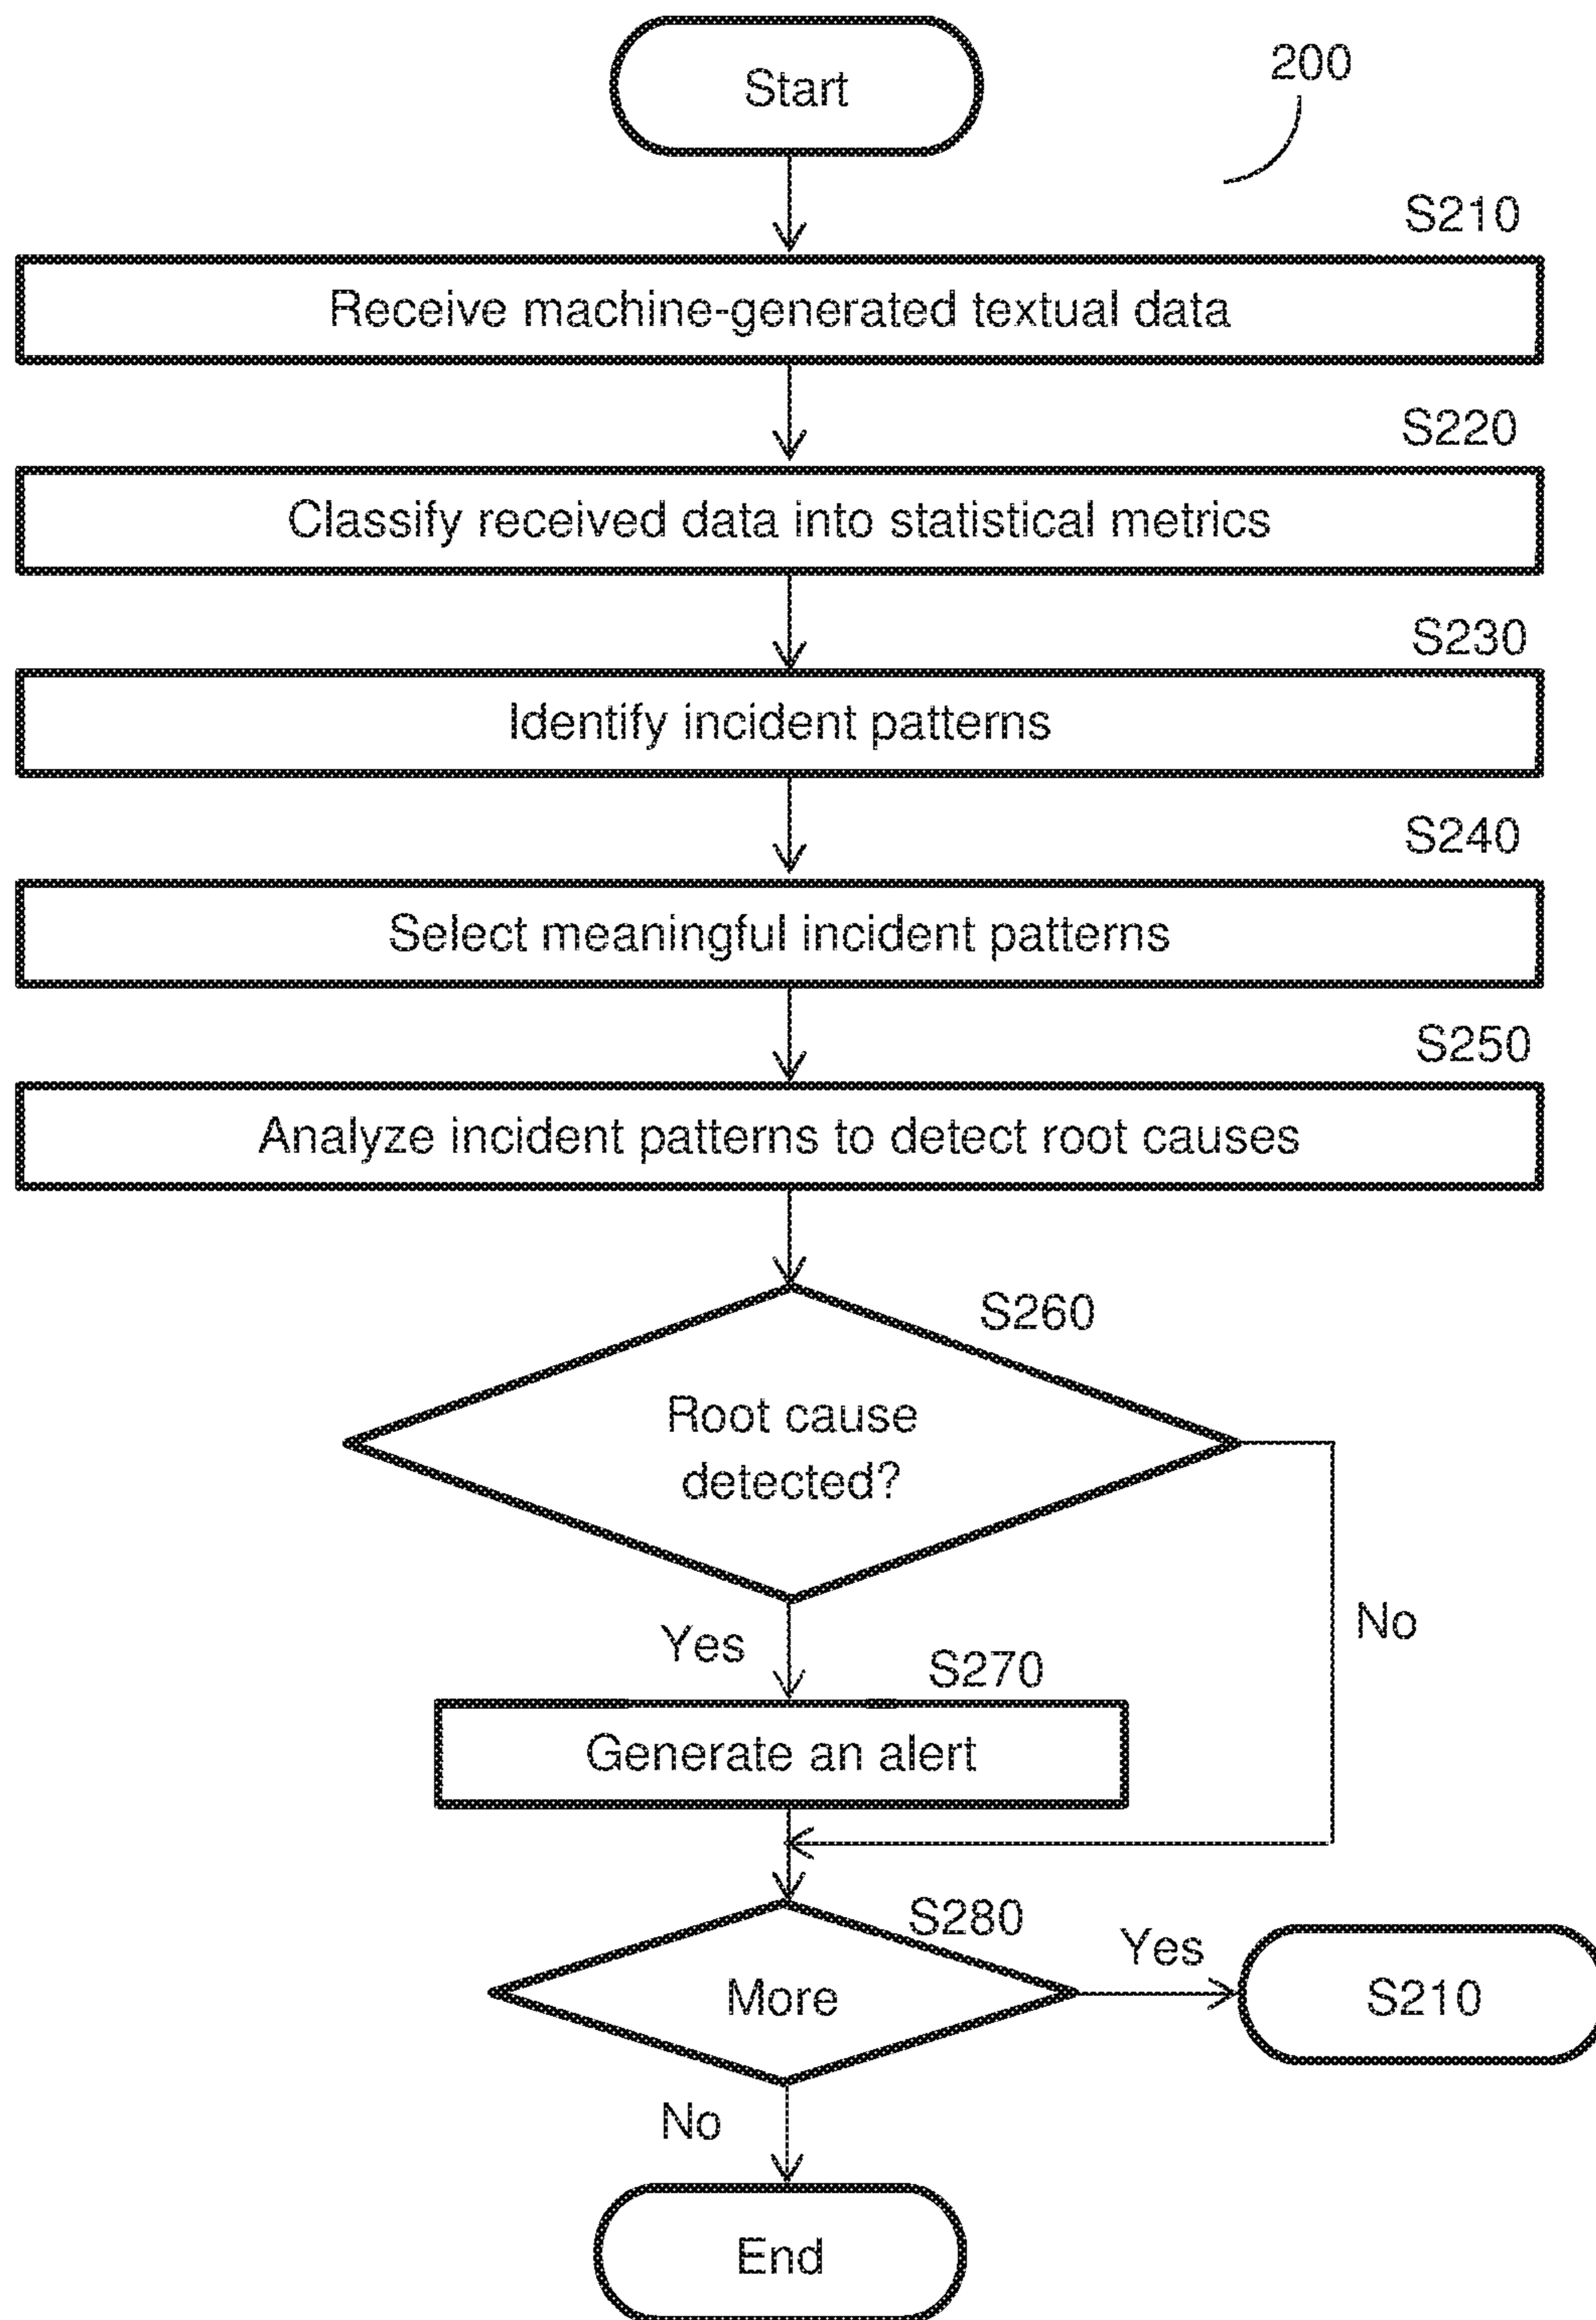 Start
200
S210
Receive machine-generated textual data
S220
Classify received data into statistical metrics
S230
Identify incident patterns
S240
Select meaningful incident patterns
S250
Analyze incident patterns to detect root causes
S260
Root cause
detected?
No
Yes
S270
Generate an alert
S280
Yes
More
S210
No
End